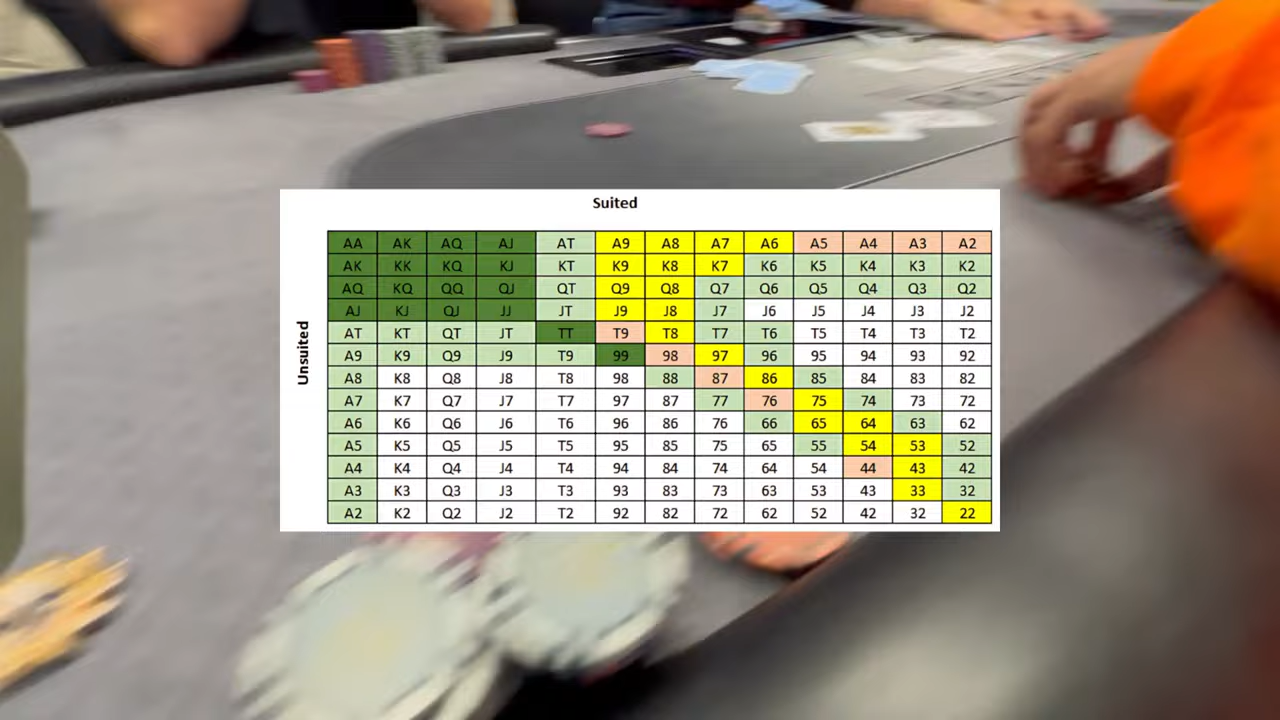 Suited
Unsuited
AA AK AQ AJ AT A9 A8 A7 A6 A5 A4 A3 A2
AK KK KQ KJ KT K9 K8 K7 K6 K5 K4 K3 K2
AQ KQ QQ QJ QT Q9 Q8 Q7 Q6 Q5 Q4 Q3 Q2
AJ KJ QJ JJ JT J9 J8 J7 J6 J5 J4 J3 J2
AT KT QT JT TT T9 T8 T7 T6 T5 T4 T3 T2
A9 K9 Q9 J9 T9 99 98 97 96 95 94 93 92
A8 K8 Q8 J8 T8 98 88 87 86 85 84 83 82
A7 K7 Q7 J7 T7 97 87 77 76 75 74 73 72
A6 K6 Q6 J6 T6 96 86 76 66 65 64 63 62
A5 K5 Q5 J5 T5 95 85 75 65 55 54 53 52
A4 K4 Q4 J4 T4 94 84 74 64 54 44 43 42
A3 K3 Q3 J3 T3 93 83 73 63 53 43 33 32
A2 K2 Q2 J2 T2 92 82 72 62 52 42 32 22